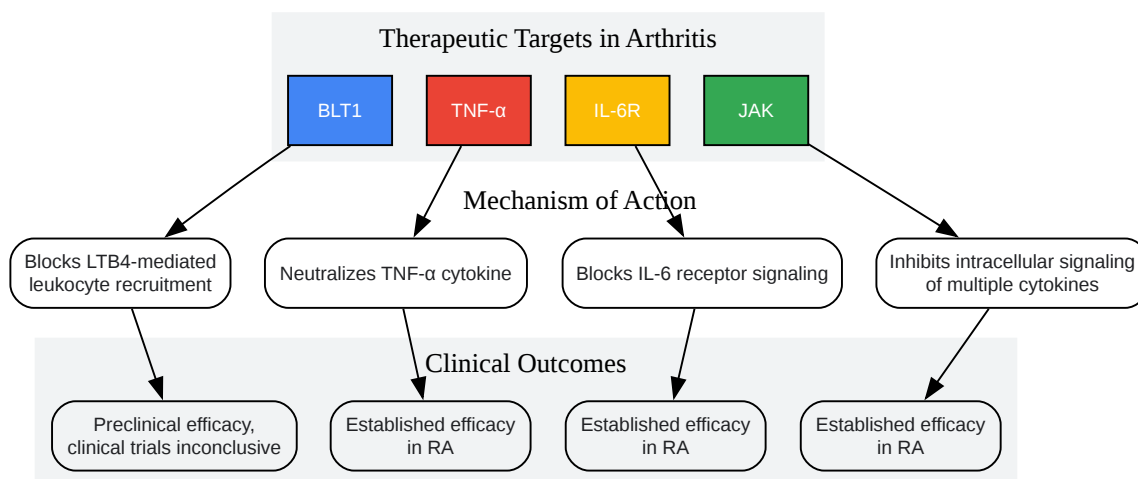 Therapeutic Targets in Arthritis
BLT1
TNF-α
IL-6R
JAK
Mechanism of Action
Blocks LTB4-mediated
leukocyte recruitment
Neutralizes TNF-α cytokine
Blocks IL-6 receptor signaling
Inhibits intracellular signaling
of multiple cytokines
Clinical Outcomes
Preclinical efficacy,
clinical trials inconclusive
Established efficacy
in RA
Established efficacy
in RA
Established efficacy
in RA